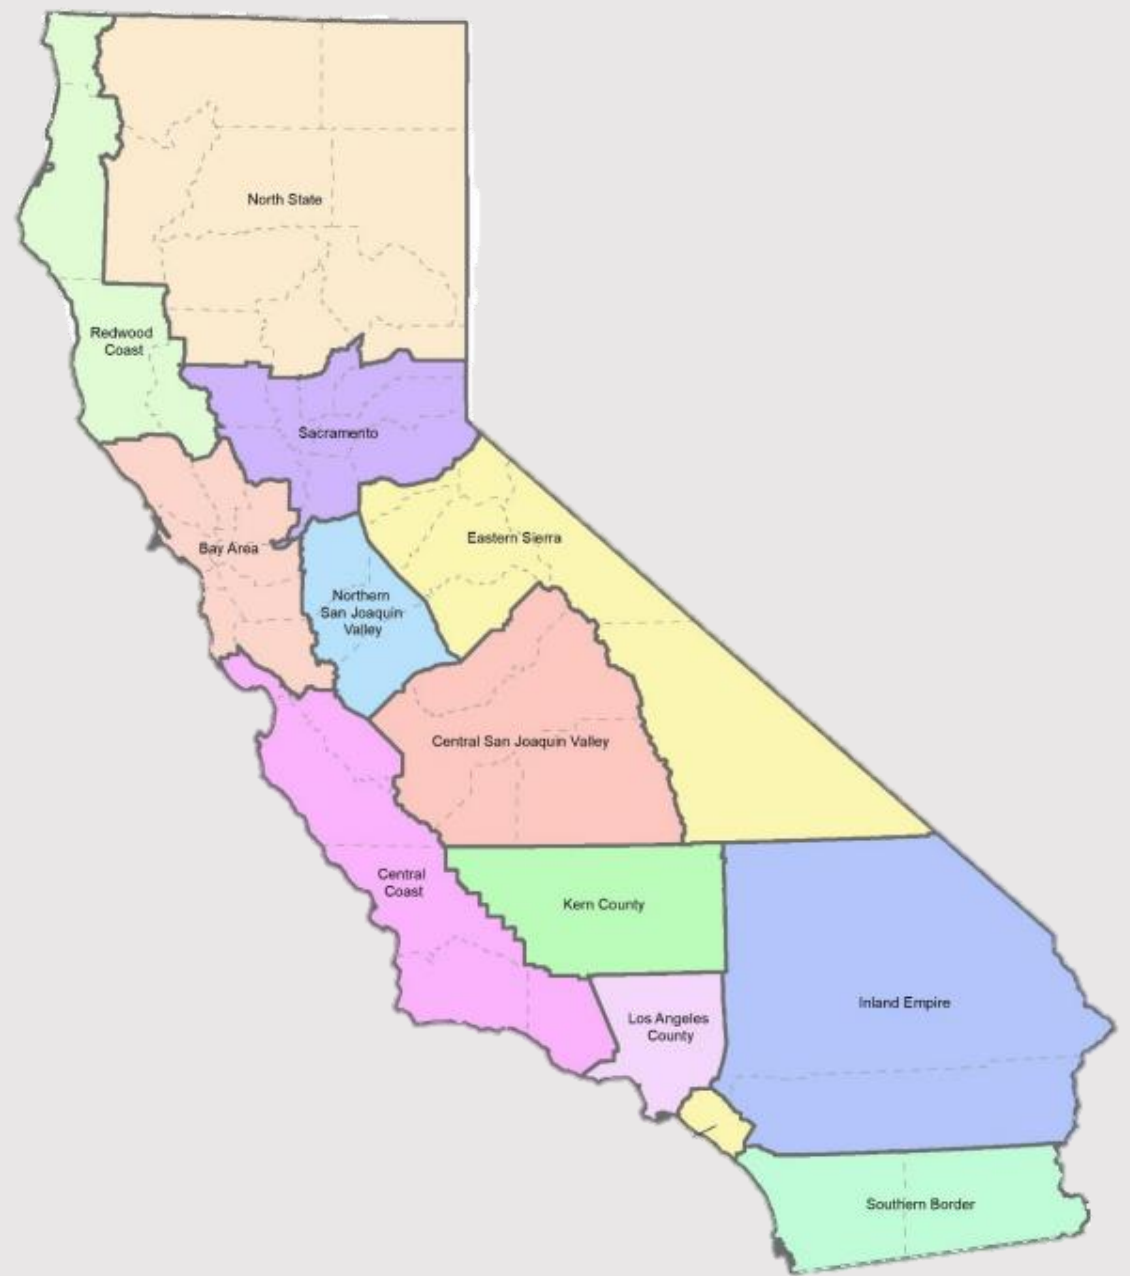 North State
Redwood
Coast
Sacramento
Eastern Sierra
Bay Area
Northern
San Joaquin
Valley
Central San Joaquin Valley
Central
Coast
Kern County
Inland Empire
Los Angeles
County
Southern Border